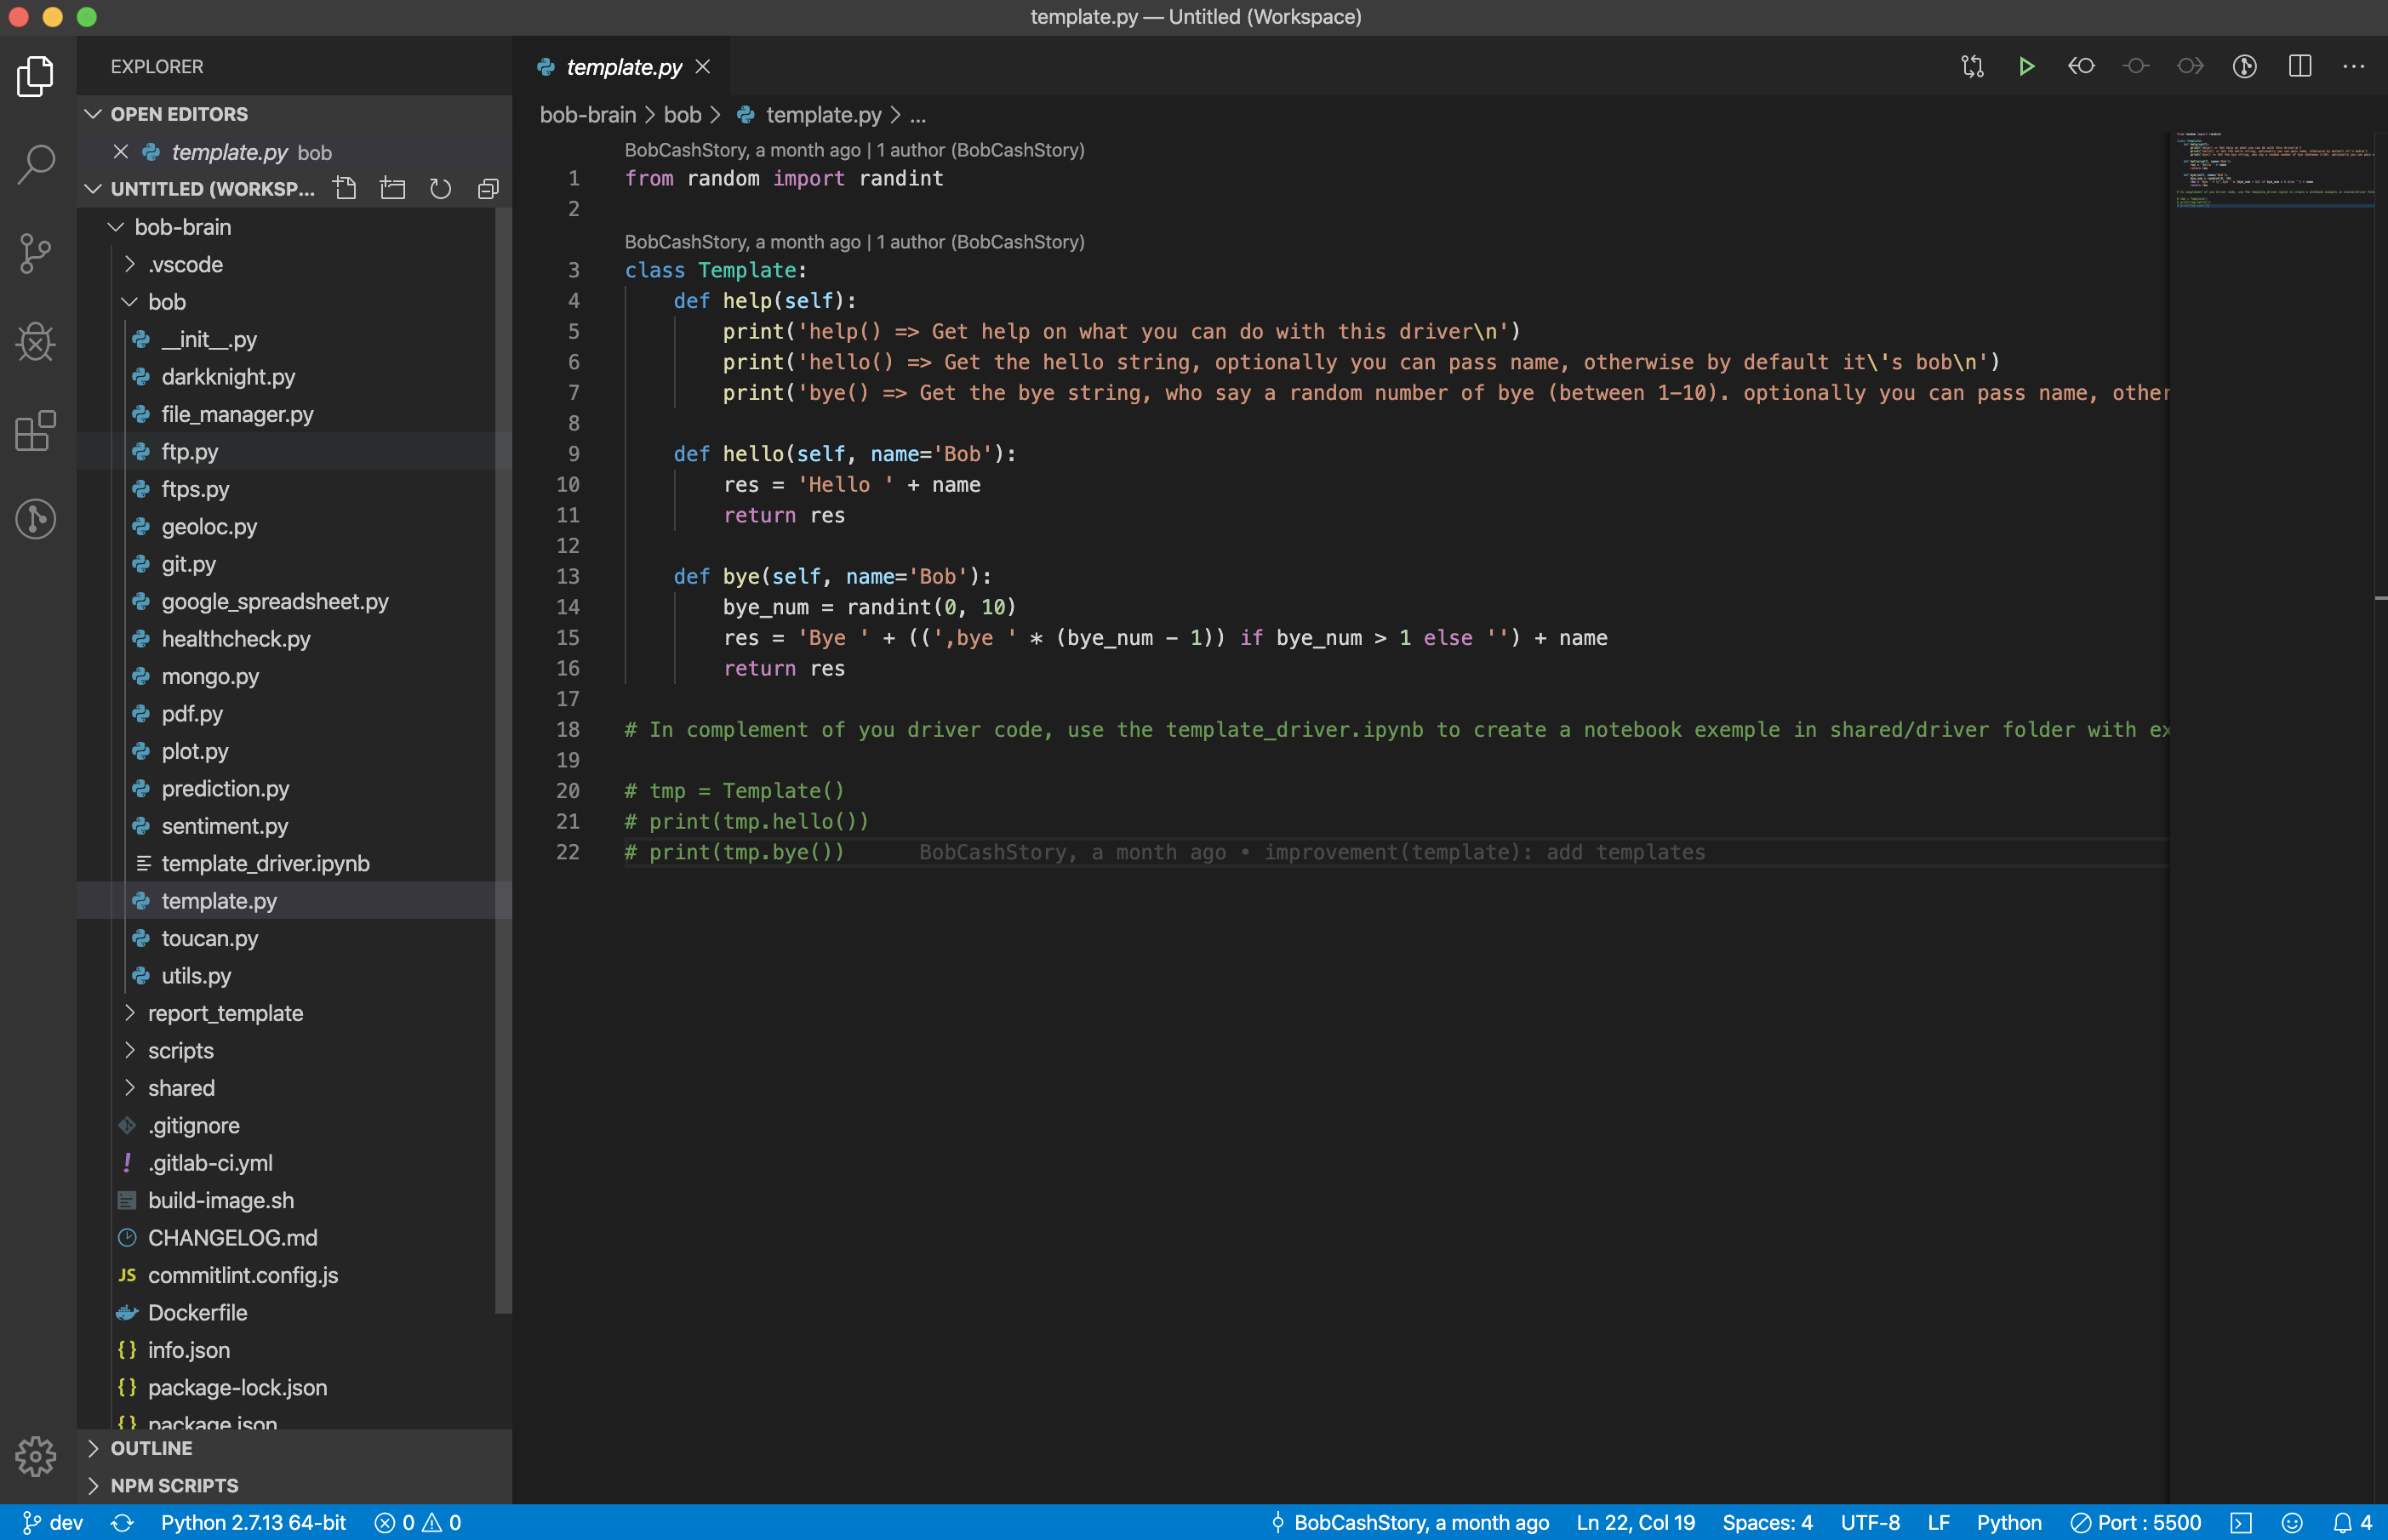 template.py — Untitled (Workspace)
EXPLORER
OPEN EDITORS
template.py bob
UNTITLED (WORKSP...
bob-brain
.vscode
bob
__init__.py
darkknight.py
file_manager.py
ftp.py
ftps.py
geoloc.py
git.py
google_spreadsheet.py
healthcheck.py
mongo.py
pdf.py
plot.py
prediction.py
sentiment.py
template_driver.ipynb
template.py
toucan.py
utils.py
report_template
scripts
shared
.gitignore
.gitlab-ci.yml
build-image.sh
CHANGELOG.md
JS commitlint.config.js
Dockerfile
{} info.json
{} package-lock.json
{} package.json
OUTLINE
NPM SCRIPTS
template.py
bob-brain > bob > template.py > ...
BobCashStory, a month ago | 1 author (BobCashStory)
1 from random import randint
2
BobCashStory, a month ago | 1 author (BobCashStory)
3 class Template:
4 def help(self):
5 print('help() => Get help on what you can do with this driver\n')
6 print('hello() => Get the hello string, optionally you can pass name, otherwise by default it\'s bob\n')
7 print('bye() => Get the bye string, who say a random number of bye (between 1-10). optionally you can pass name, other
8
9 def hello(self, name='Bob'):
10 res = 'Hello ' + name
11 return res
12
13 def bye(self, name='Bob'):
14 bye_num = randint(0, 10)
15 res = 'Bye ' + ((',bye ' * (bye_num - 1)) if bye_num > 1 else '') + name
16 return res
17
18 # In complement of you driver code, use the template_driver.ipynb to create a notebook exemple in shared/driver folder with ex
19
20 # tmp = Template()
21 # print(tmp.hello())
22 # print(tmp.bye()) BobCashStory, a month ago • improvement(template): add templates
dev Python 2.7.13 64-bit 0 0 BobCashStory, a month ago Ln 22, Col 19 Spaces: 4 UTF-8 LF Python Port : 5500 4